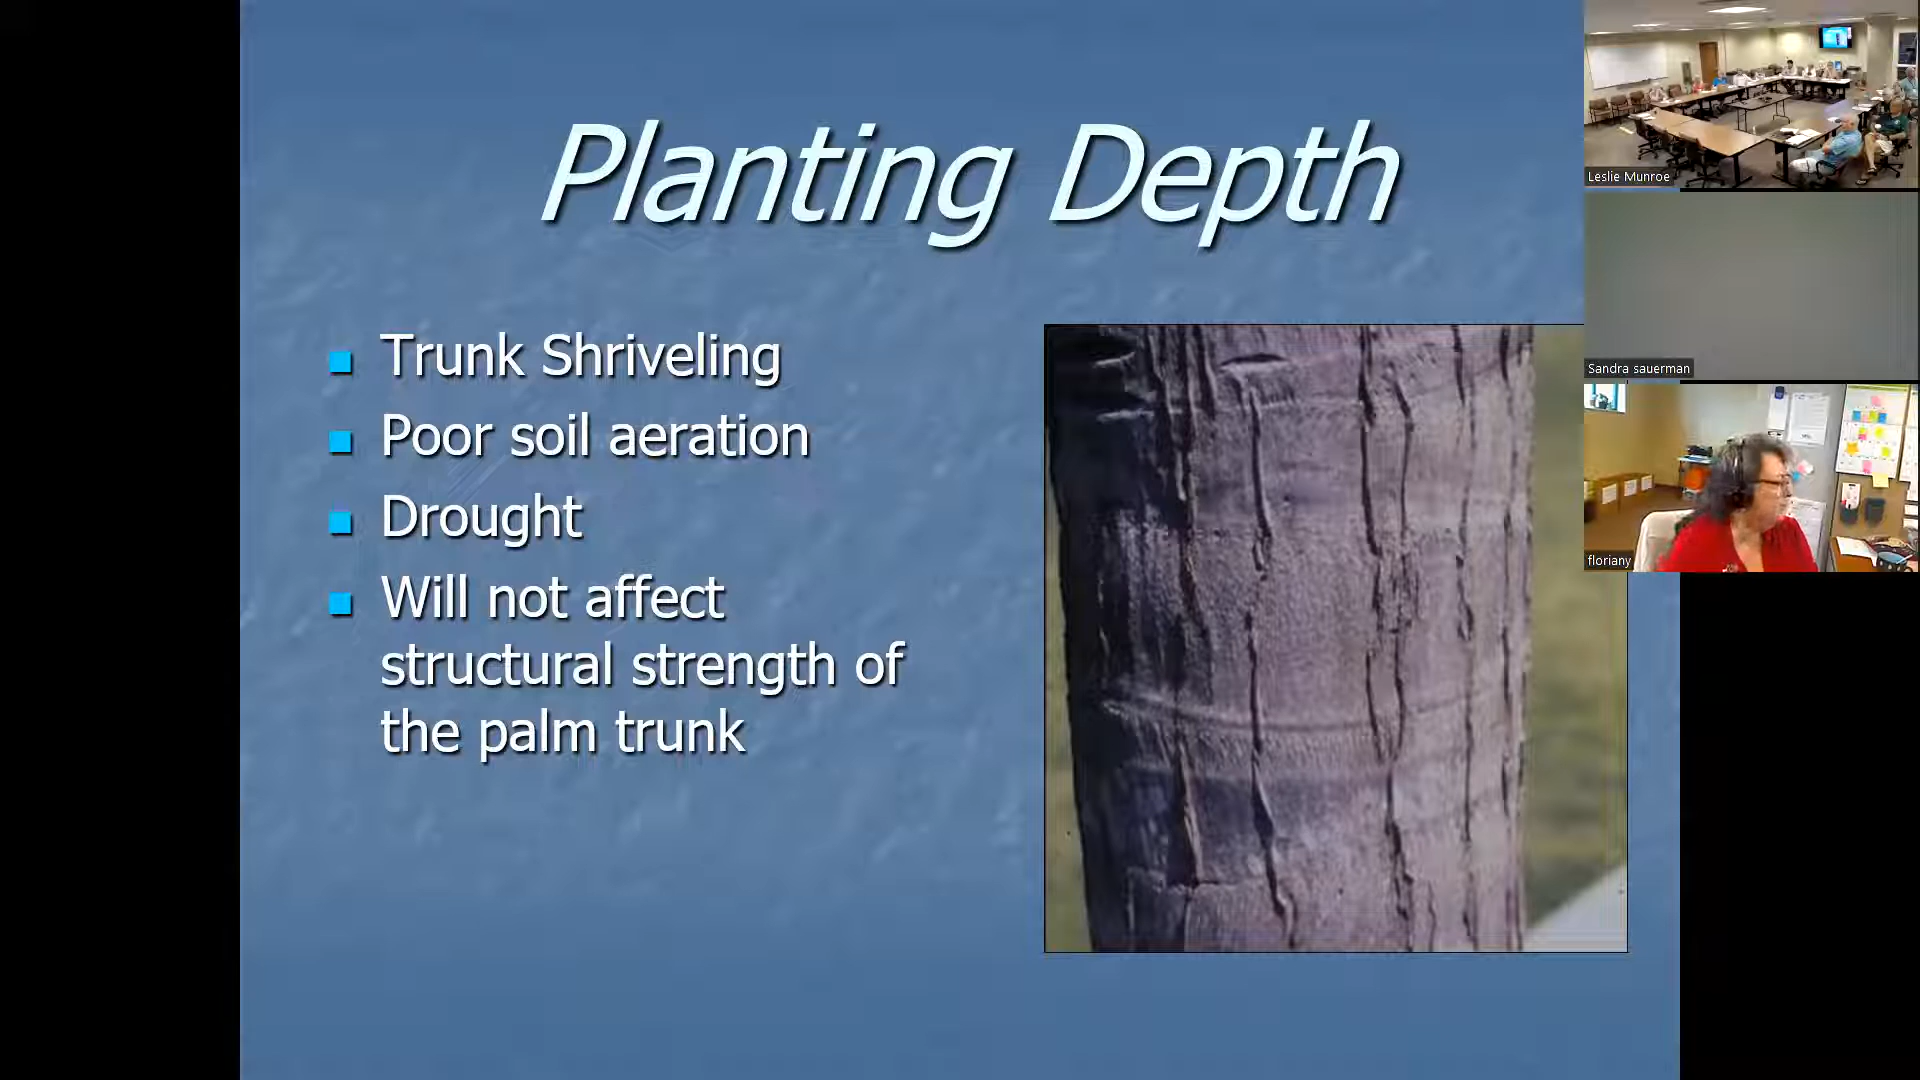 Planting Depth
Trunk Shriveling
Poor soil aeration
Drought
Will not affect
structural strength of
the palm trunk
Leslie Munroe
Sandra sauerman
floriany